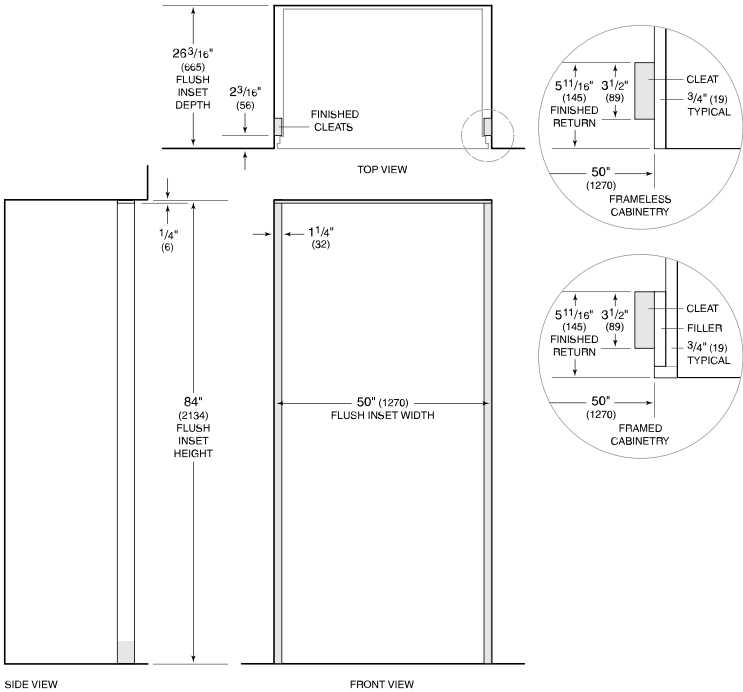 26 3/16"
(665)
FLUSH
INSET
DEPTH
2 3/16"
(56)
FINISHED
CLEATS
TOP VIEW
5 11/16"
(145)
FINISHED
RETURN
3 1/2"
(89)
CLEAT
3/4" (19)
TYPICAL
50"
(1270)
FRAMELESS
CABINETRY
1/4"
(6)
1 1/4"
(32)
84"
(2134)
FLUSH
INSET
HEIGHT
50" (1270)
FLUSH INSET WIDTH
5 11/16"
(145)
FINISHED
RETURN
3 1/2"
(89)
CLEAT
FILLER
3/4" (19)
TYPICAL
50"
(1270)
FRAMED
CABINETRY
SIDE VIEW
FRONT VIEW